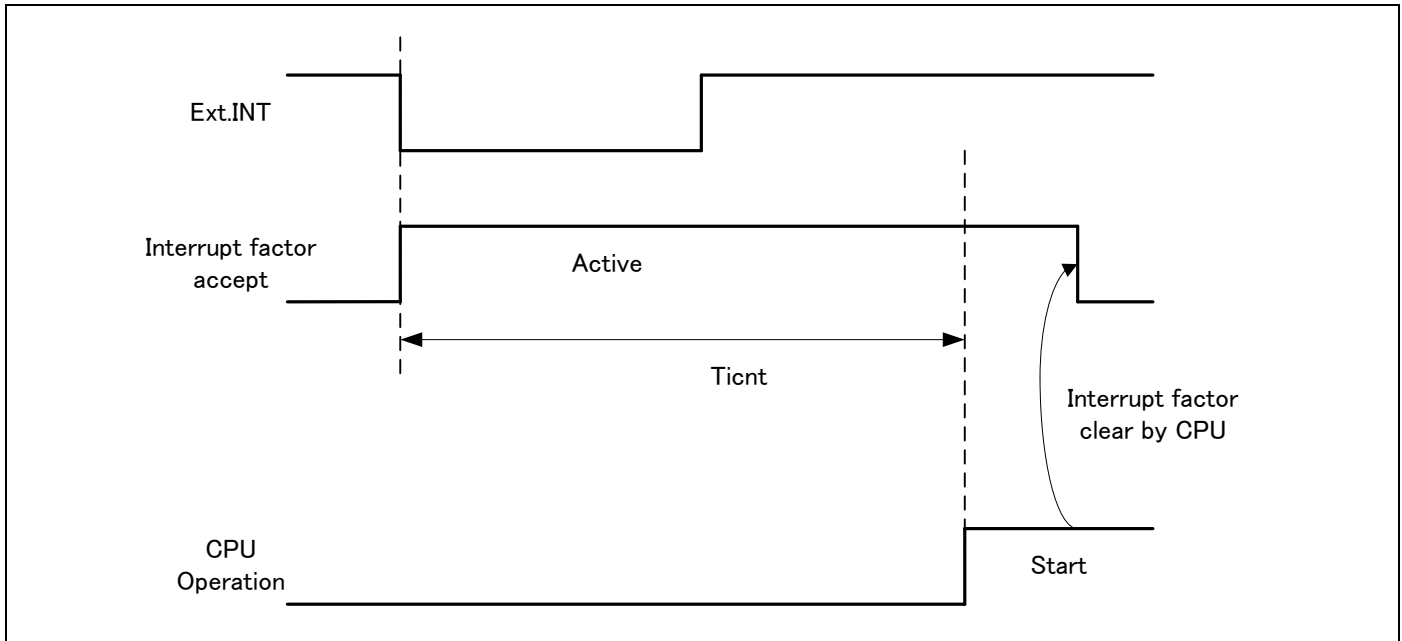 Ext.INT
Interrupt factor
accept
Active
Ticnt
Interrupt factor
clear by CPU
CPU
Operation
Start